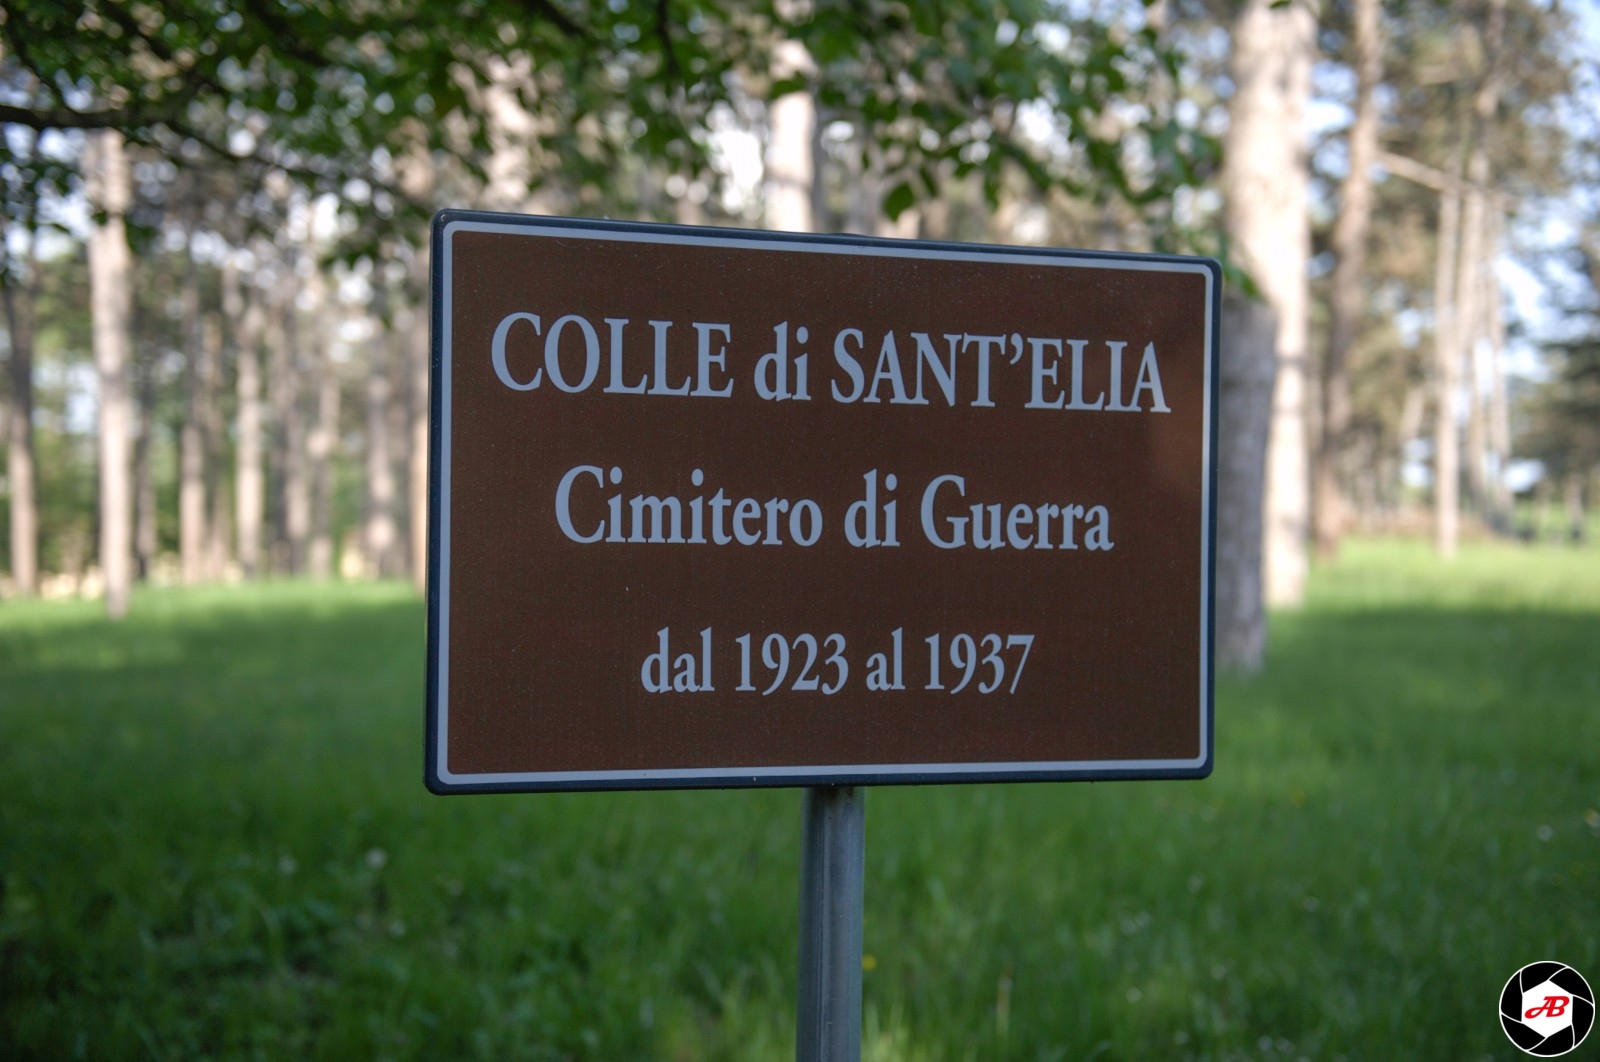 COLLE di SANT'ELIA
Cimitero di Guerra
dal 1923 al 1937
AB